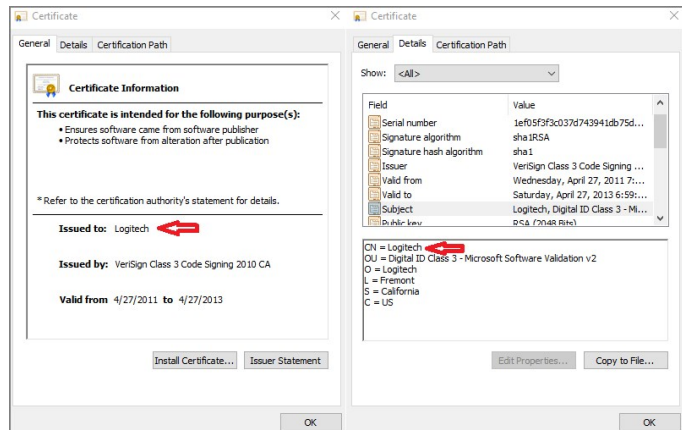 Certificate
General Details Certification Path
Certificate Information
This certificate is intended for the following purpose(s):
• Ensures software came from software publisher
• Protects software from alteration after publication
* Refer to the certification authority's statement for details.
Issued to: Logitech
Issued by: VeriSign Class 3 Code Signing 2010 CA
Valid from 4/27/2011 to 4/27/2013
Install Certificate... Issuer Statement
OK
Certificate
General Details Certification Path
Show: <All>
Field Value
Serial number 1ef05f3f3c037d743941db75d...
Signature algorithm sha1RSA
Signature hash algorithm sha1
Issuer VeriSign Class 3 Code Signing ...
Valid from Wednesday, April 27, 2011 7:...
Valid to Saturday, April 27, 2013 6:59:...
Subject Logitech, Digital ID Class 3 - Mi...
Public key RSA (2048 Bits)
CN = Logitech
OU = Digital ID Class 3 - Microsoft Software Validation v2
O = Logitech
L = Fremont
S = California
C = US
Edit Properties... Copy to File...
OK